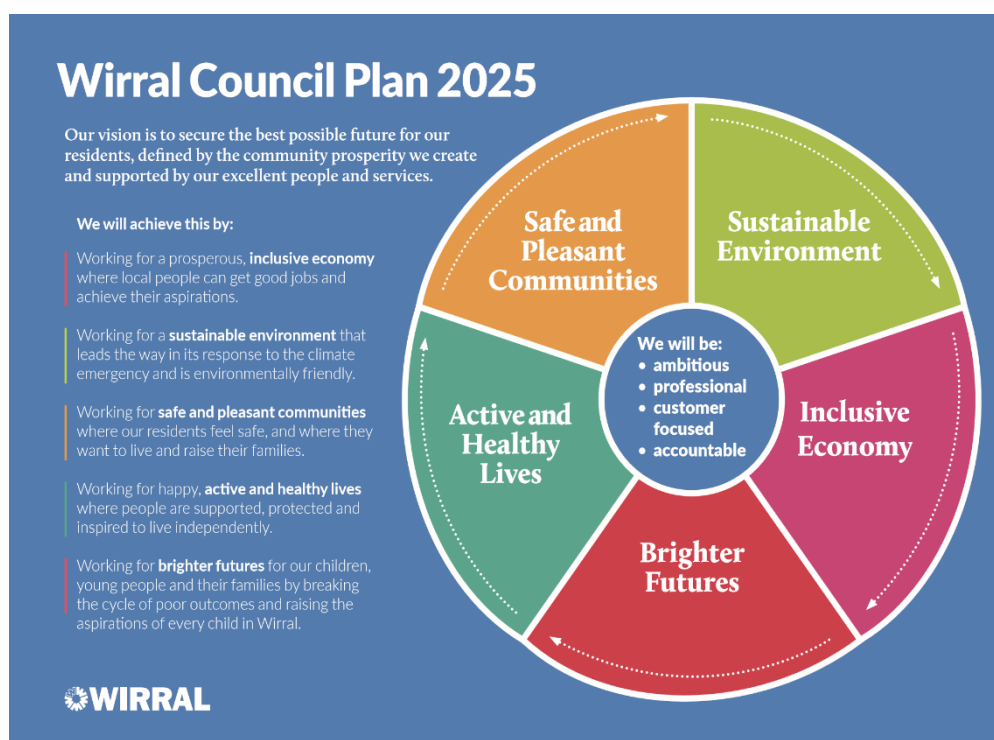 Wirral Council Plan 2025
Our vision is to secure the best possible future for our
residents, defined by the community prosperity we create
and supported by our excellent people and services.
We will achieve this by:
Working for a prosperous, inclusive economy
where local people can get good jobs and
achieve their aspirations.
Working for a sustainable environment that
leads the way in its response to the climate
emergency and is environmentally friendly.
Working for safe and pleasant communities
where our residents feel safe, and where they
want to live and raise their families.
Working for happy, active and healthy lives
where people are supported, protected and
inspired to live independently.
Working for brighter futures for our children,
young people and their families by breaking
the cycle of poor outcomes and raising the
aspirations of every child in Wirral.
WIRRAL
Safe and
Pleasant
Communities
Sustainable
Environment
Inclusive
Economy
Brighter
Futures
Active and
Healthy
Lives
We will be:
• ambitious
• professional
• customer
focused
• accountable